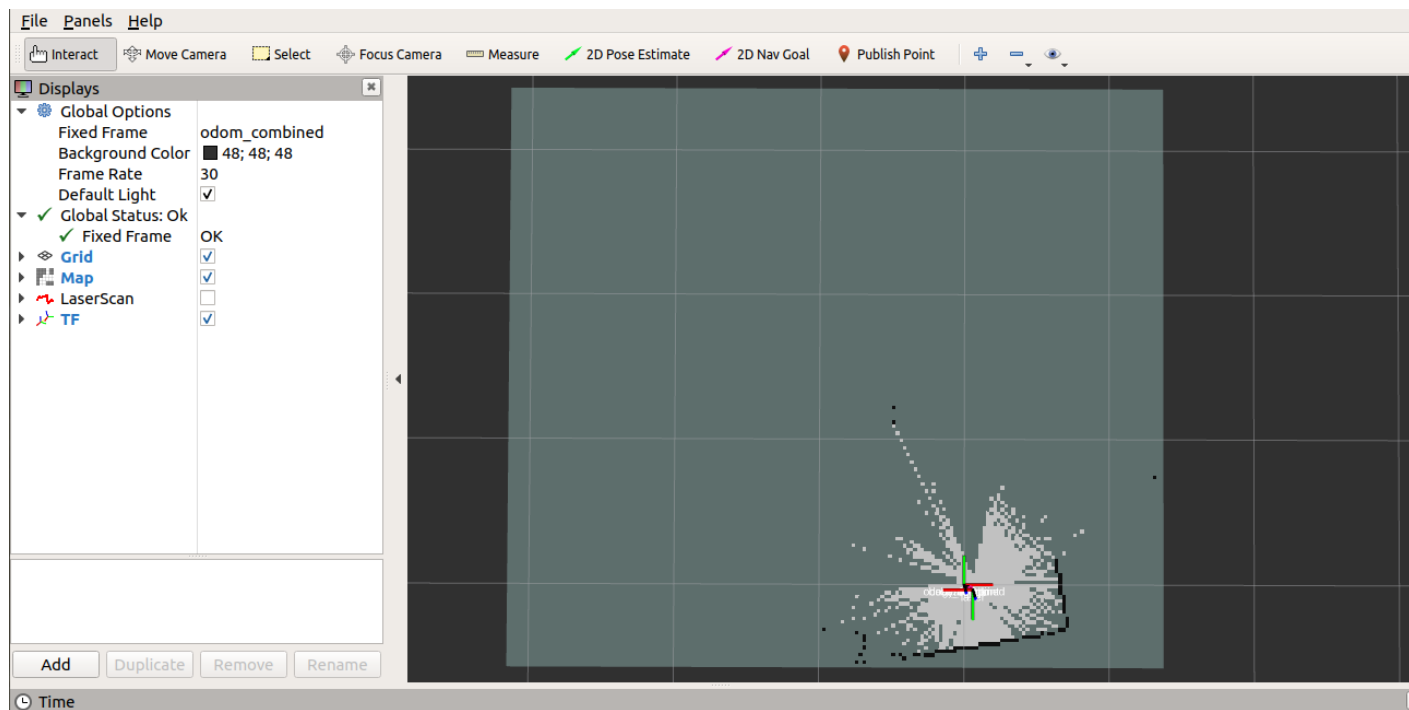 File Panels Help
Interact Move Camera Select Focus Camera Measure 2D Pose Estimate 2D Nav Goal Publish Point
Displays
Global Options
Fixed Frame odom_combined
Background Color 48; 48; 48
Frame Rate 30
Default Light
Global Status: Ok
Fixed Frame OK
Grid
Map
LaserScan
TF
Add Duplicate Remove Rename
Time